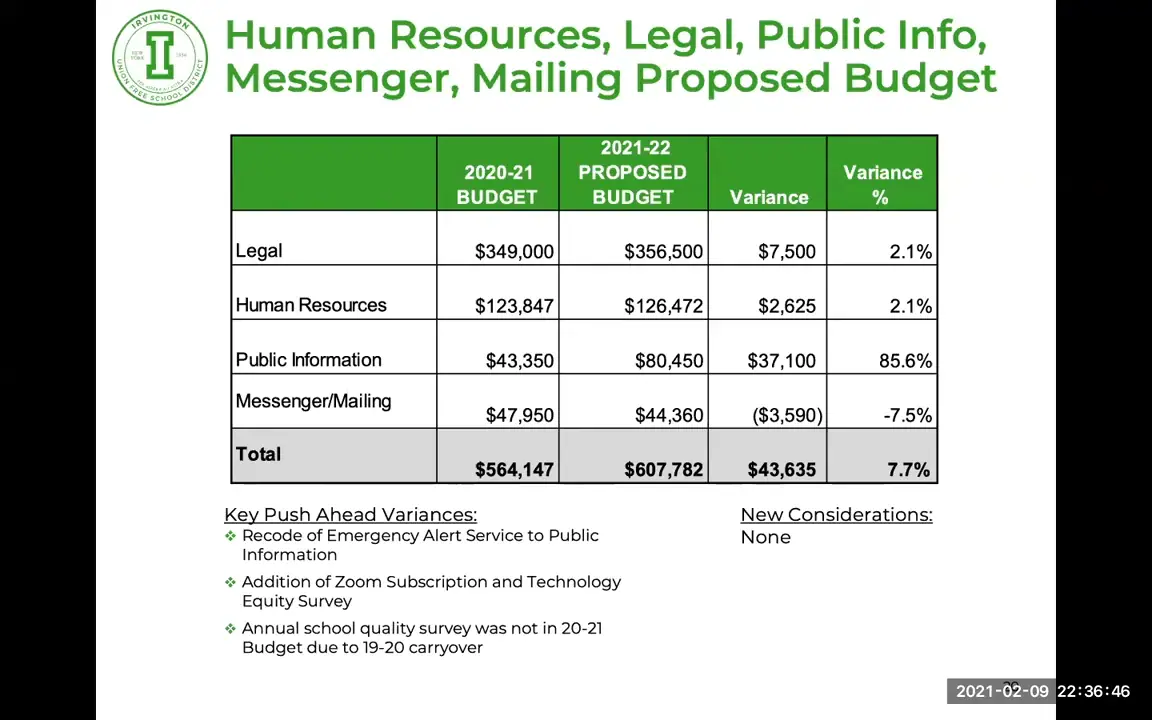 IRVINGTON
UNION FREE SCHOOL DISTRICT
Human Resources, Legal, Public Info,
Messenger, Mailing Proposed Budget
2020-21 BUDGET 2021-22 PROPOSED BUDGET Variance Variance %
Legal $349,000 $356,500 $7,500 2.1%
Human Resources $123,847 $126,472 $2,625 2.1%
Public Information $43,350 $80,450 $37,100 85.6%
Messenger/Mailing $47,950 $44,360 ($3,590) -7.5%
Total $564,147 $607,782 $43,635 7.7%
Key Push Ahead Variances:
❖ Recode of Emergency Alert Service to Public
Information
❖ Addition of Zoom Subscription and Technology
Equity Survey
❖ Annual school quality survey was not in 20-21
Budget due to 19-20 carryover
New Considerations:
None
2021-02-09 22:36:46